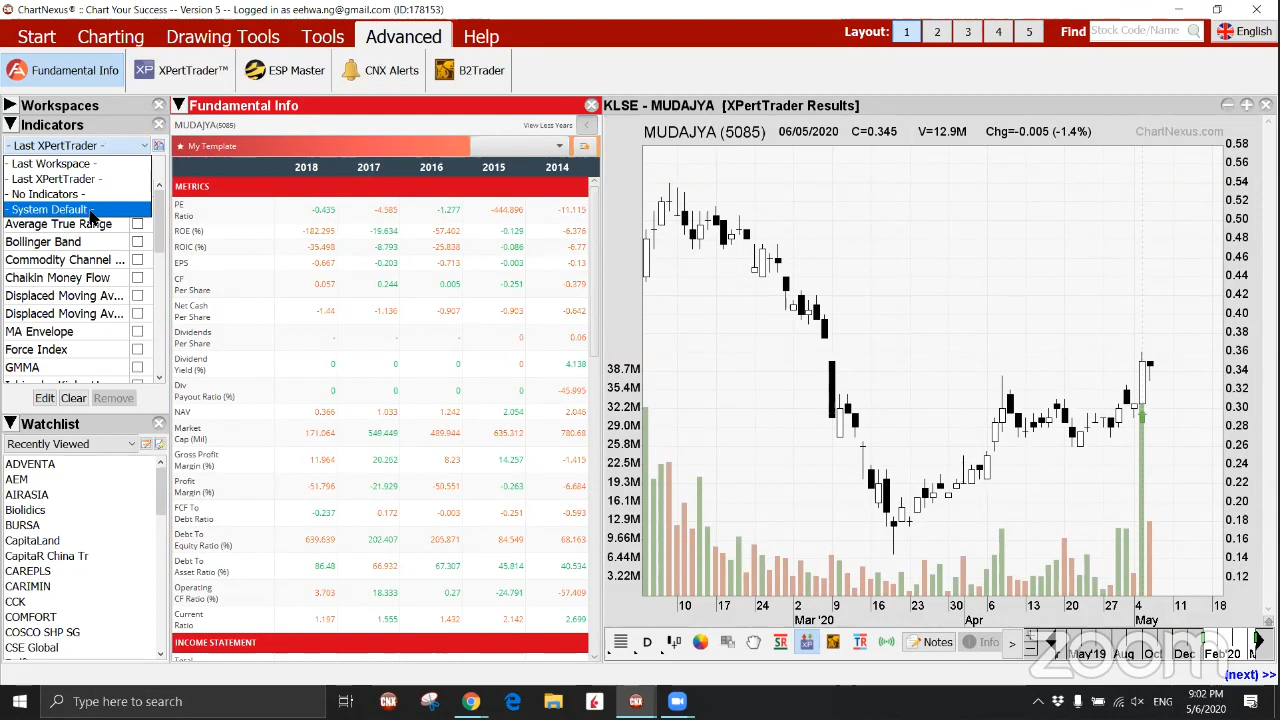 ChartNexus® :: Chart Your Success -- Version 5 -- Logged in as eehwa.ng@gmail.com (ID:178153)
Start Charting Drawing Tools Tools Advanced Help Layout: 1 2 3 4 5 Find Stock Code/Name English
Fundamental Info XPertTrader™ ESP Master CNX Alerts B2Trader
Workspaces
Indicators
- Last XPertTrader -
- Last Workspace -
- Last XPertTrader -
- No Indicators -
- System Default -
Average True Range
Bollinger Band
Commodity Channel ...
Chaikin Money Flow
Displaced Moving Av...
Displaced Moving Av...
MA Envelope
Force Index
GMMA
Edit Clear Remove
Watchlist
Recently Viewed
ADVENTA
AEM
AIRASIA
Biolidics
BURSA
CapitaLand
CapitaR China Tr
CAREPLS
CARIMIN
CCK
COMFORT
COSCO SHP SG
CSE Global
Fundamental Info
MUDAJYA(5085) View Less Years
★ My Template
2018 2017 2016 2015 2014
METRICS
PE Ratio -0.435 -4.585 -1.277 -444.896 -11.115
ROE (%) -182.295 -19.634 -57.402 -0.129 -6.376
ROIC(%) -35.498 -8.793 -25.838 -0.086 -6.77
EPS -0.667 -0.203 -0.713 -0.003 -0.13
CF Per Share 0.057 0.244 0.005 -0.251 -0.379
Net Cash Per Share -1.44 -1.136 -0.907 -0.903 -0.642
Dividends Per Share - - - 0 0.06
Dividend Yield (%) 0 0 0 0 4.138
Div Payout Ratio (%) 0 0 0 0 -45.995
NAV 0.366 1.033 1.242 2.054 2.046
Market Cap (Mil) 171.064 549.449 489.944 635.312 780.68
Gross Profit Margin (%) 11.964 20.262 8.23 14.257 -1.415
Profit Margin (%) -51.796 -21.929 -50.551 -0.263 -6.684
FCF To Debt Ratio -0.237 0.172 -0.003 -0.251 -0.593
Debt To Equity Ratio (%) 639.639 202.407 205.871 84.549 68.163
Debt To Asset Ratio (%) 86.48 66.932 67.307 45.814 40.534
Operating CF Ratio (%) 3.703 18.333 0.27 -24.791 -57.409
Current Ratio 1.197 1.555 1.432 2.142 2.699
INCOME STATEMENT
KLSE - MUDAJYA [XPertTrader Results]
MUDAJYA (5085) 06/05/2020 C=0.345 V=12.9M Chg=-0.005 (-1.4%) ChartNexus.com
0.58
0.56
0.54
0.52
0.50
0.48
0.46
0.44
0.42
0.40
0.38
0.36
0.34
0.32
0.30
0.28
0.26
0.24
0.22
0.20
0.18
0.16
0.14
0.12
38.7M
35.4M
32.2M
29.0M
25.8M
22.5M
19.3M
16.1M
12.9M
9.66M
6.44M
3.22M
10 17 24 2 9 16 23 30 6 13 20 27 4 11 18
Mar '20 Apr May
D SR XP TR Notes Info >
May'19 Aug Oct Dec Feb'20
zoom
(next) >>
Type here to search
CNX CNX
ENG
9:02 PM
5/6/2020